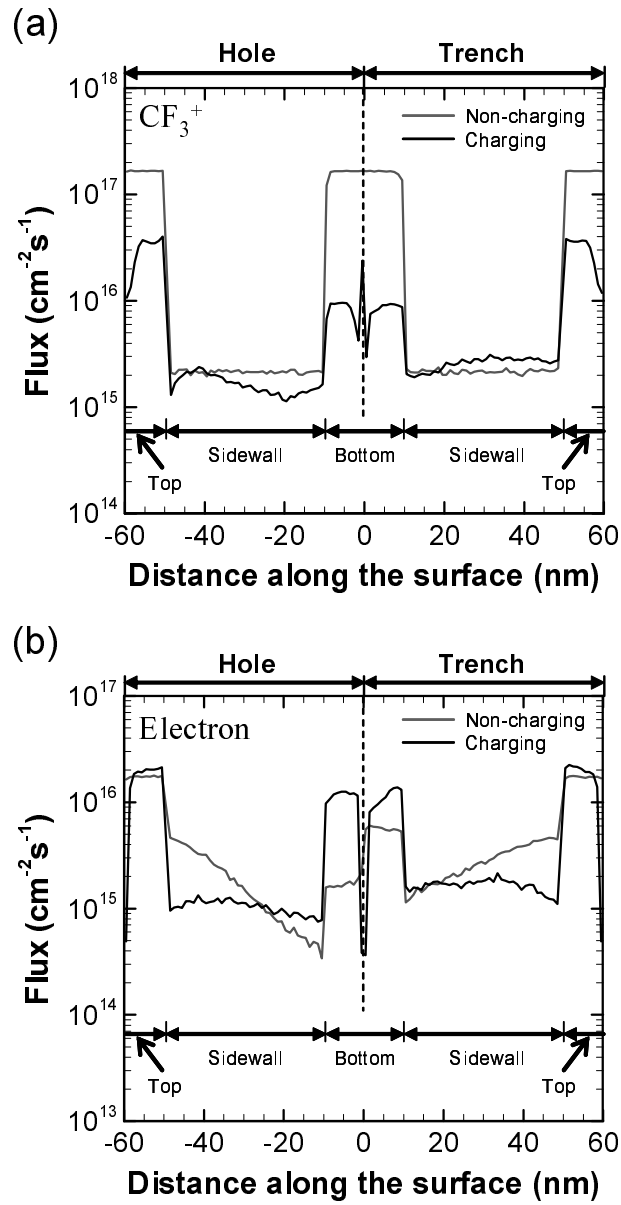 (a)
Hole Trench
10^18
CF3^+
Non-charging
Charging
10^17
10^16
10^15
10^14
Flux (cm^-2s^-1)
Sidewall Bottom Sidewall
Top Top
-60 -40 -20 0 20 40 60
Distance along the surface (nm)
(b)
Hole Trench
10^17
Electron
Non-charging
Charging
10^16
10^15
10^14
10^13
Flux (cm^-2s^-1)
Sidewall Bottom Sidewall
Top Top
-60 -40 -20 0 20 40 60
Distance along the surface (nm)